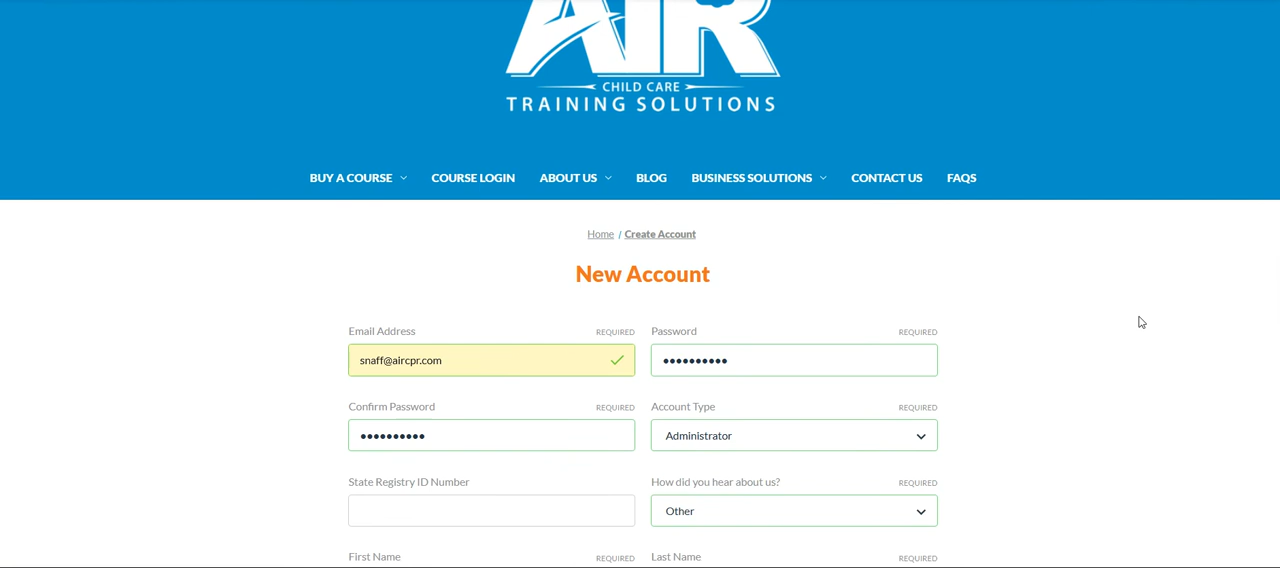 AIR
CHILD CARE
TRAINING SOLUTIONS
BUY A COURSE COURSE LOGIN ABOUT US BLOG BUSINESS SOLUTIONS CONTACT US FAQS
Home / Create Account
New Account
Email Address REQUIRED Password REQUIRED
snaff@aircpr.com ••••••••••
Confirm Password REQUIRED Account Type REQUIRED
•••••••••• Administrator
State Registry ID Number How did you hear about us? REQUIRED
Other
First Name REQUIRED Last Name REQUIRED